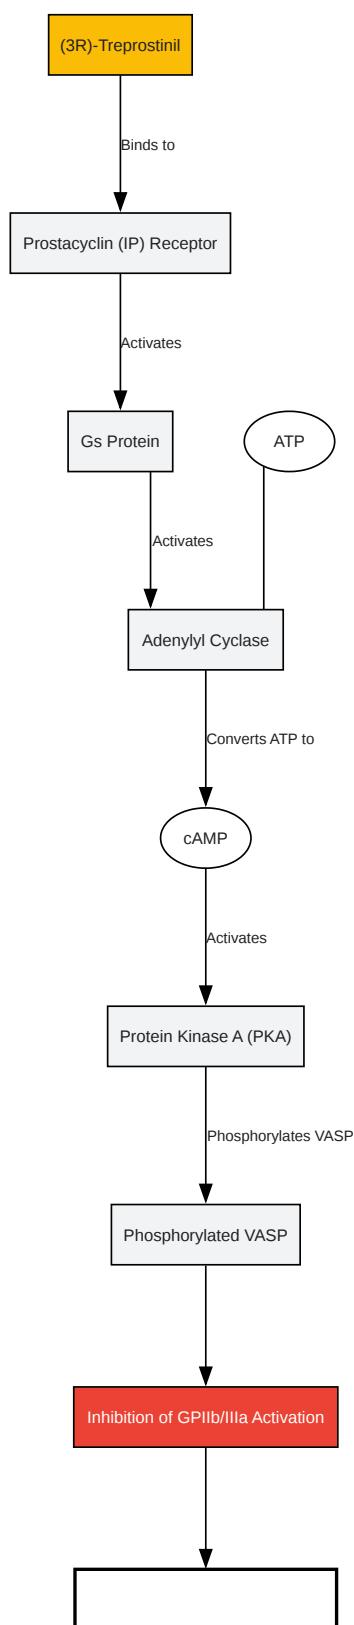 (3R)-Treprostinil
Binds to
Prostacyclin (IP) Receptor
Activates
Gs Protein
ATP
Activates
Adenylyl Cyclase
Converts ATP to
cAMP
Activates
Protein Kinase A (PKA)
Phosphorylates VASP
Phosphorylated VASP
Inhibition of GPIIb/IIIa Activation